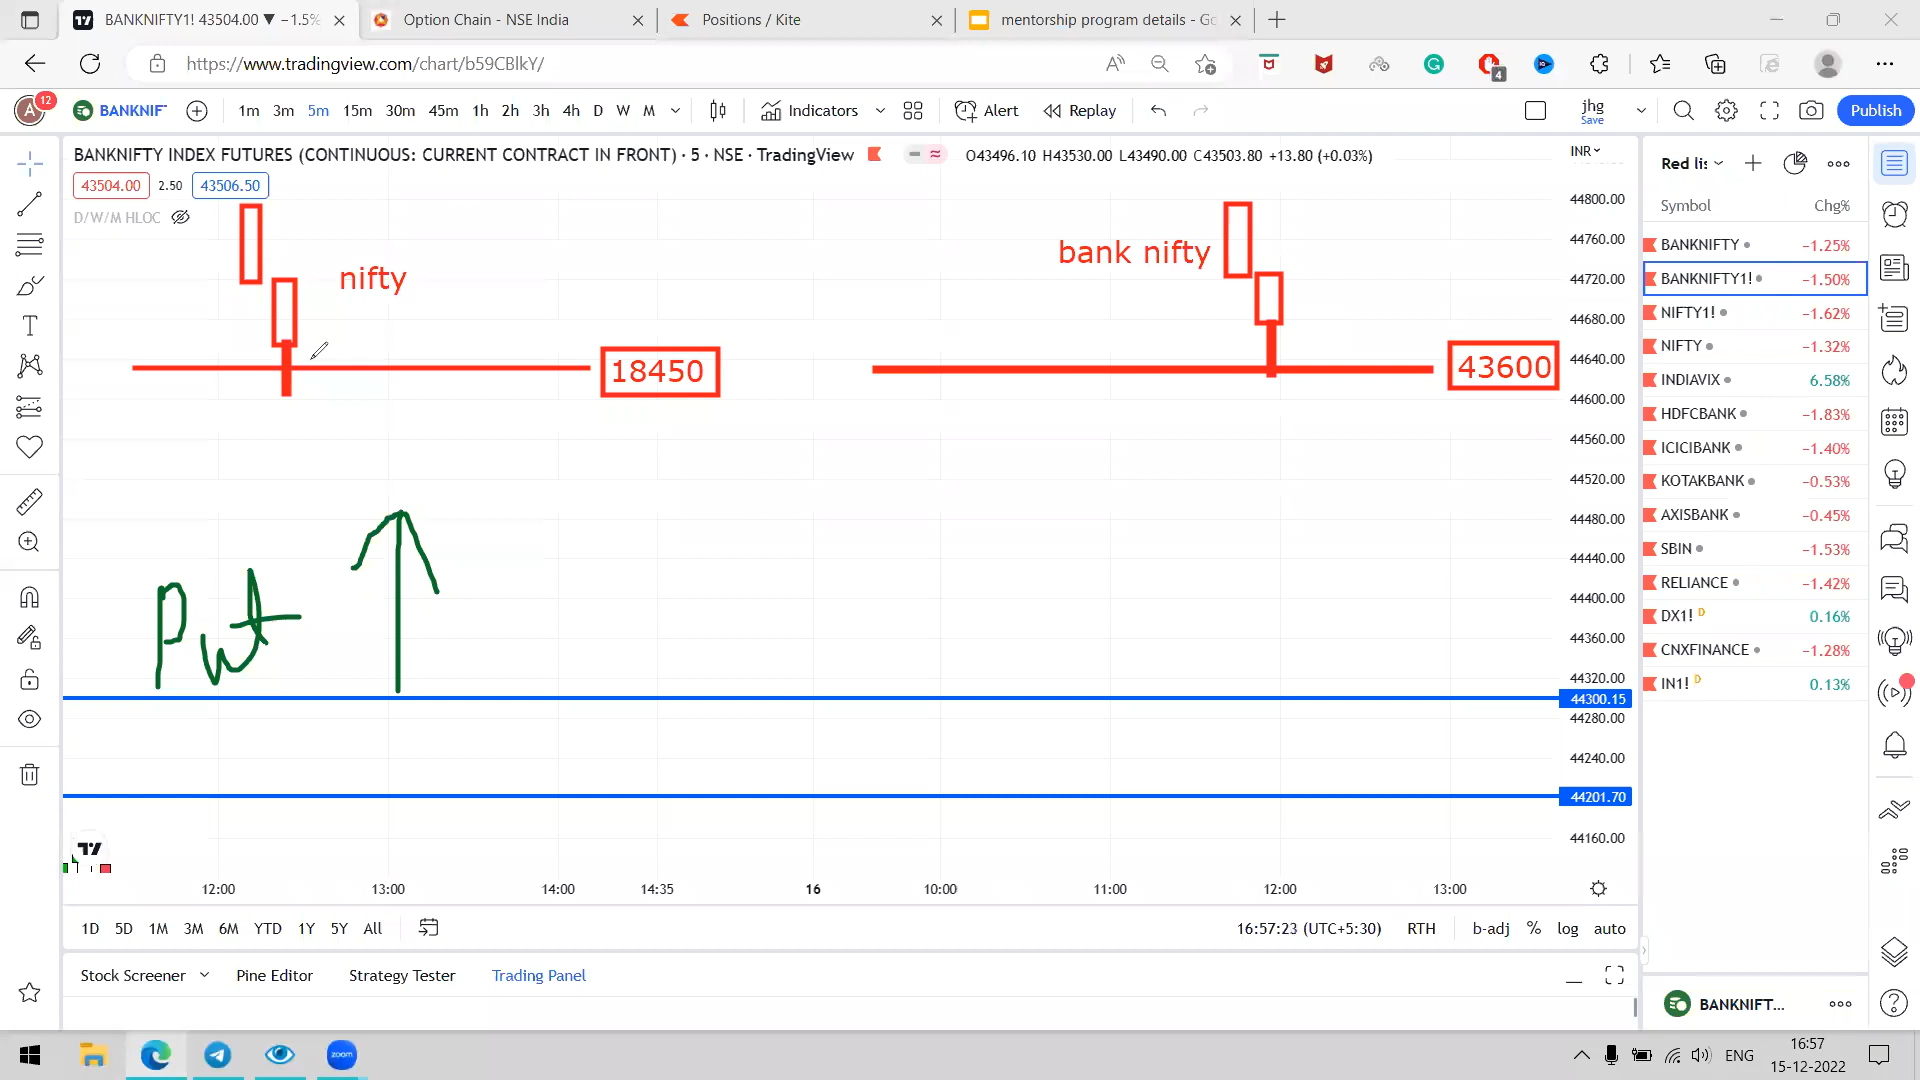 BANKNIFTY1! 43504.00 ▼ −1.5%
Option Chain - NSE India
Positions / Kite
mentorship program details - Go
https://www.tradingview.com/chart/b59CBlkY/
4
A
12
BANKNIF
1m 3m 5m 15m 30m 45m 1h 2h 3h 4h D W M
Indicators
Alert
Replay
jhg
Save
Publish
BANKNIFTY INDEX FUTURES (CONTINUOUS: CURRENT CONTRACT IN FRONT) · 5 · NSE · TradingView
O43496.10 H43530.00 L43490.00 C43503.80 +13.80 (+0.03%)
INR
43504.00 2.50 43506.50
D/W/M HLOC
nifty
bank nifty
18450
43600
Put
44800.00
44760.00
44720.00
44680.00
44640.00
44600.00
44560.00
44520.00
44480.00
44440.00
44400.00
44360.00
44320.00
44300.15
44280.00
44240.00
44201.70
44160.00
12:00 13:00 14:00 14:35 16 10:00 11:00 12:00 13:00
1D 5D 1M 3M 6M YTD 1Y 5Y All
16:57:23 (UTC+5:30) RTH b-adj % log auto
Stock Screener Pine Editor Strategy Tester Trading Panel
Red lis
Symbol Chg%
BANKNIFTY −1.25%
BANKNIFTY1! −1.50%
NIFTY1! −1.62%
NIFTY −1.32%
INDIAVIX 6.58%
HDFCBANK −1.83%
ICICIBANK −1.40%
KOTAKBANK −0.53%
AXISBANK −0.45%
SBIN −1.53%
RELIANCE −1.42%
DX1! D 0.16%
CNXFINANCE −1.28%
IN1! D 0.13%
BANKNIFT...
zoom
ENG
16:57
15-12-2022